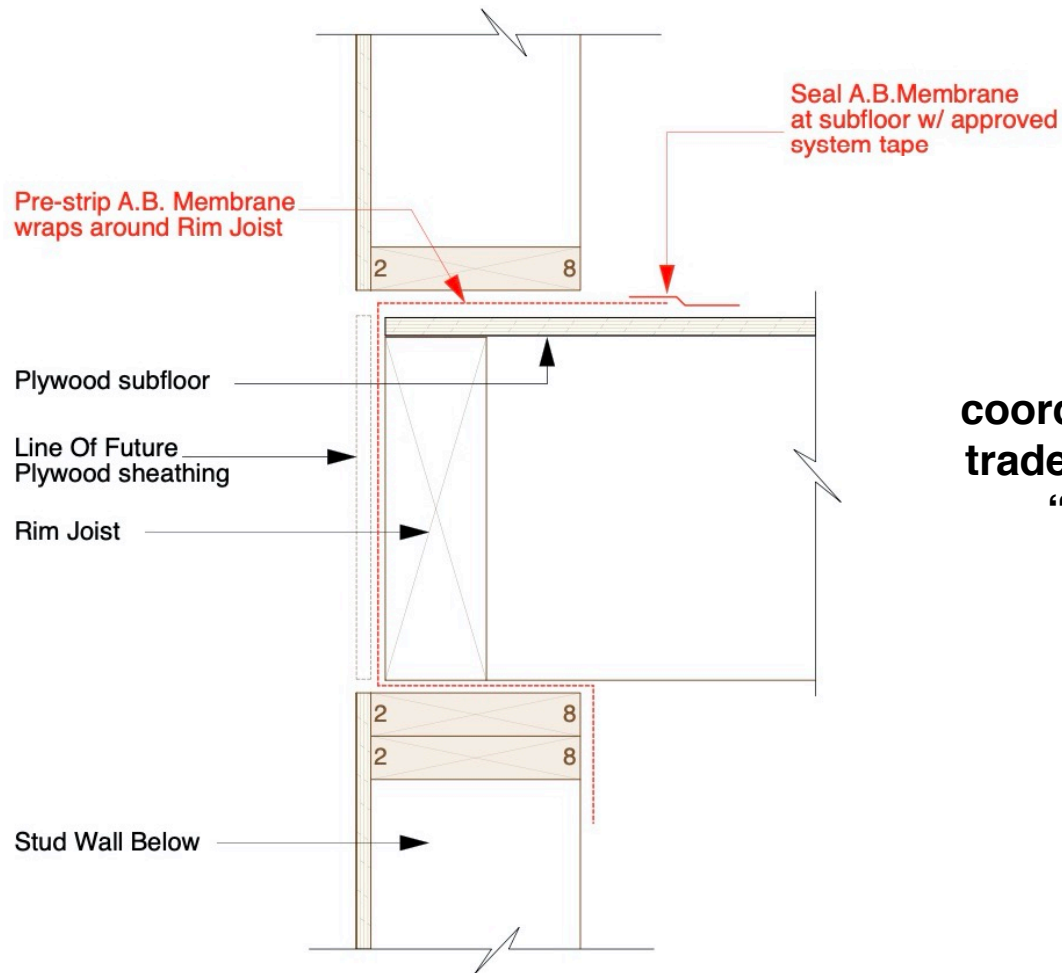 Seal A.B.Membrane
at subfloor w/ approved
system tape
Pre-strip A.B. Membrane
wraps around Rim Joist
2 8
Plywood subfloor
Line Of Future
Plywood sheathing
Rim Joist
2 8
2 8
Stud Wall Below
coord
trade
“